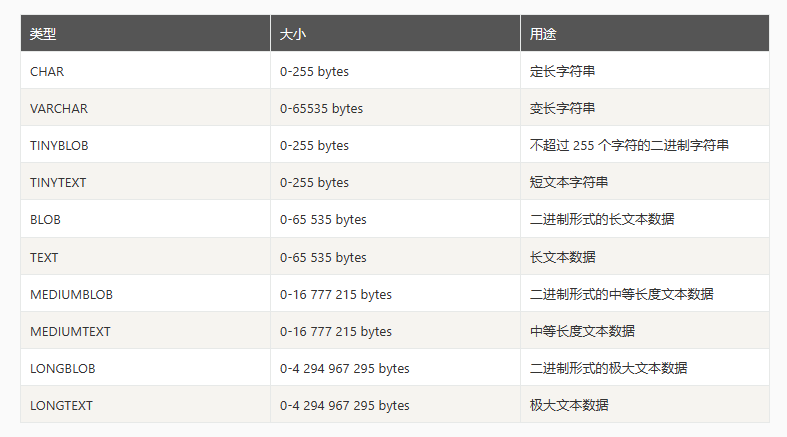 类型 大小 用途
CHAR 0-255 bytes 定长字符串
VARCHAR 0-65535 bytes 变长字符串
TINYBLOB 0-255 bytes 不超过 255 个字符的二进制字符串
TINYTEXT 0-255 bytes 短文本字符串
BLOB 0-65 535 bytes 二进制形式的长文本数据
TEXT 0-65 535 bytes 长文本数据
MEDIUMBLOB 0-16 777 215 bytes 二进制形式的中等长度文本数据
MEDIUMTEXT 0-16 777 215 bytes 中等长度文本数据
LONGBLOB 0-4 294 967 295 bytes 二进制形式的极大文本数据
LONGTEXT 0-4 294 967 295 bytes 极大文本数据